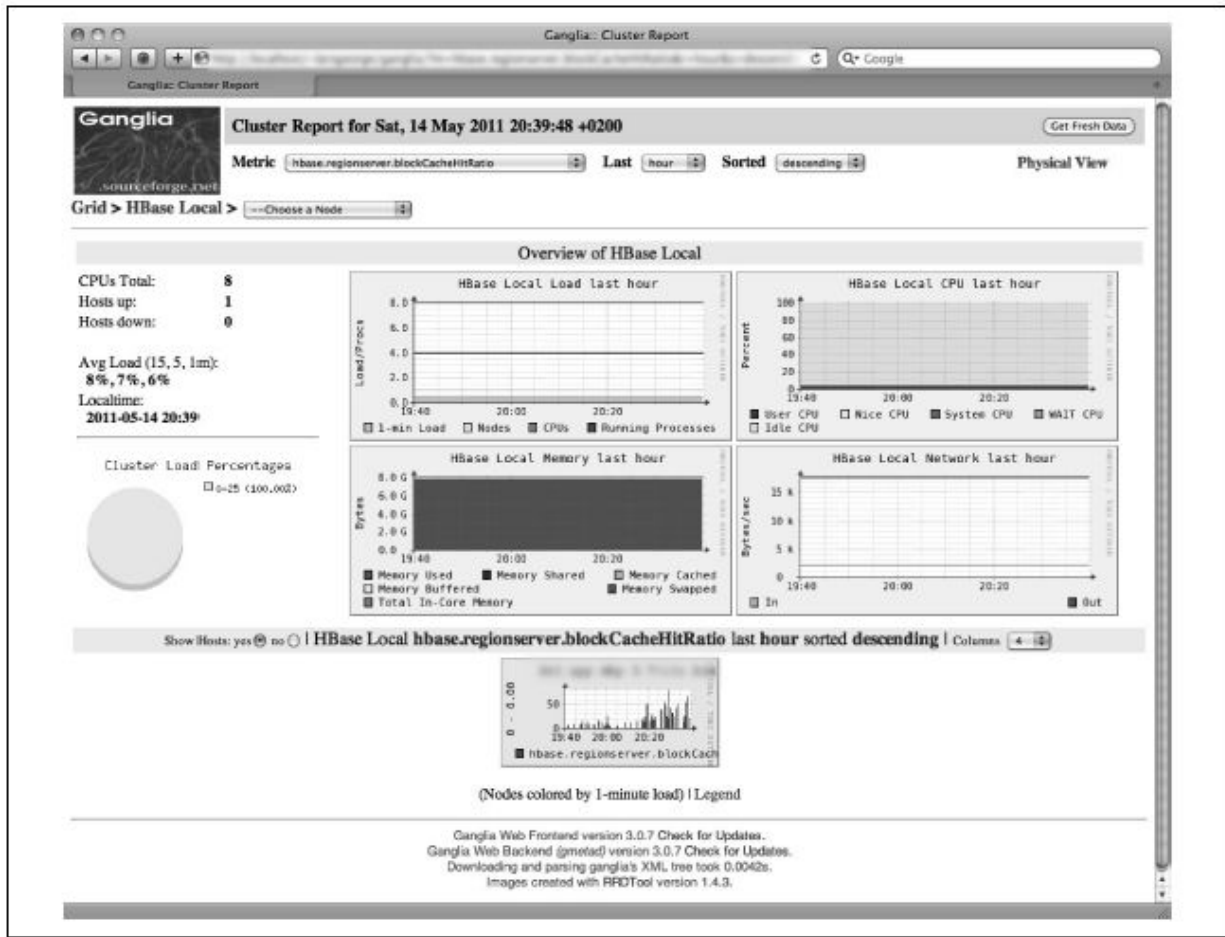 Ganglia:: Cluster Report
Google
Ganglia: Cluster Report
Ganglia
.sourceforge.net
Cluster Report for Sat, 14 May 2011 20:39:48 +0200
Get Fresh Data
Metric hbase.regionserver.blockCacheHitRatio Last hour Sorted descending Physical View
Grid > HBase Local > --Choose a Node
Overview of HBase Local
CPUs Total: 8
Hosts up: 1
Hosts down: 0
Avg Load (15, 5, 1m):
8%, 7%, 6%
Localtime:
2011-05-14 20:39
Cluster Load Percentages
0-25 (100.00%)
HBase Local Load last hour
Load/Procs
8.0
6.0
4.0
2.0
0.0
19:40 20:00 20:20
1-min Load Nodes CPUs Running Processes
HBase Local CPU last hour
Percent
100
80
60
40
20
0
19:40 20:00 20:20
User CPU Nice CPU System CPU WAIT CPU
Idle CPU
HBase Local Memory last hour
Bytes
8.0 G
6.0 G
4.0 G
2.0 G
0.0
19:40 20:00 20:20
Memory Used Memory Shared Memory Cached
Memory Buffered Memory Swapped
Total In-Core Memory
HBase Local Network last hour
Bytes/sec
15 k
10 k
5 k
0
19:40 20:00 20:20
In Out
Show Hosts: yes no | HBase Local hbase.regionserver.blockCacheHitRatio last hour sorted descending | Columns 4
0 - 0.00
50
0
19:40 20:00 20:20
hbase.regionserver.blockCach
(Nodes colored by 1-minute load) | Legend
Ganglia Web Frontend version 3.0.7 Check for Updates.
Ganglia Web Backend (gmetad) version 3.0.7 Check for Updates.
Downloading and parsing ganglia's XML tree took 0.0042s.
Images created with RRDTool version 1.4.3.